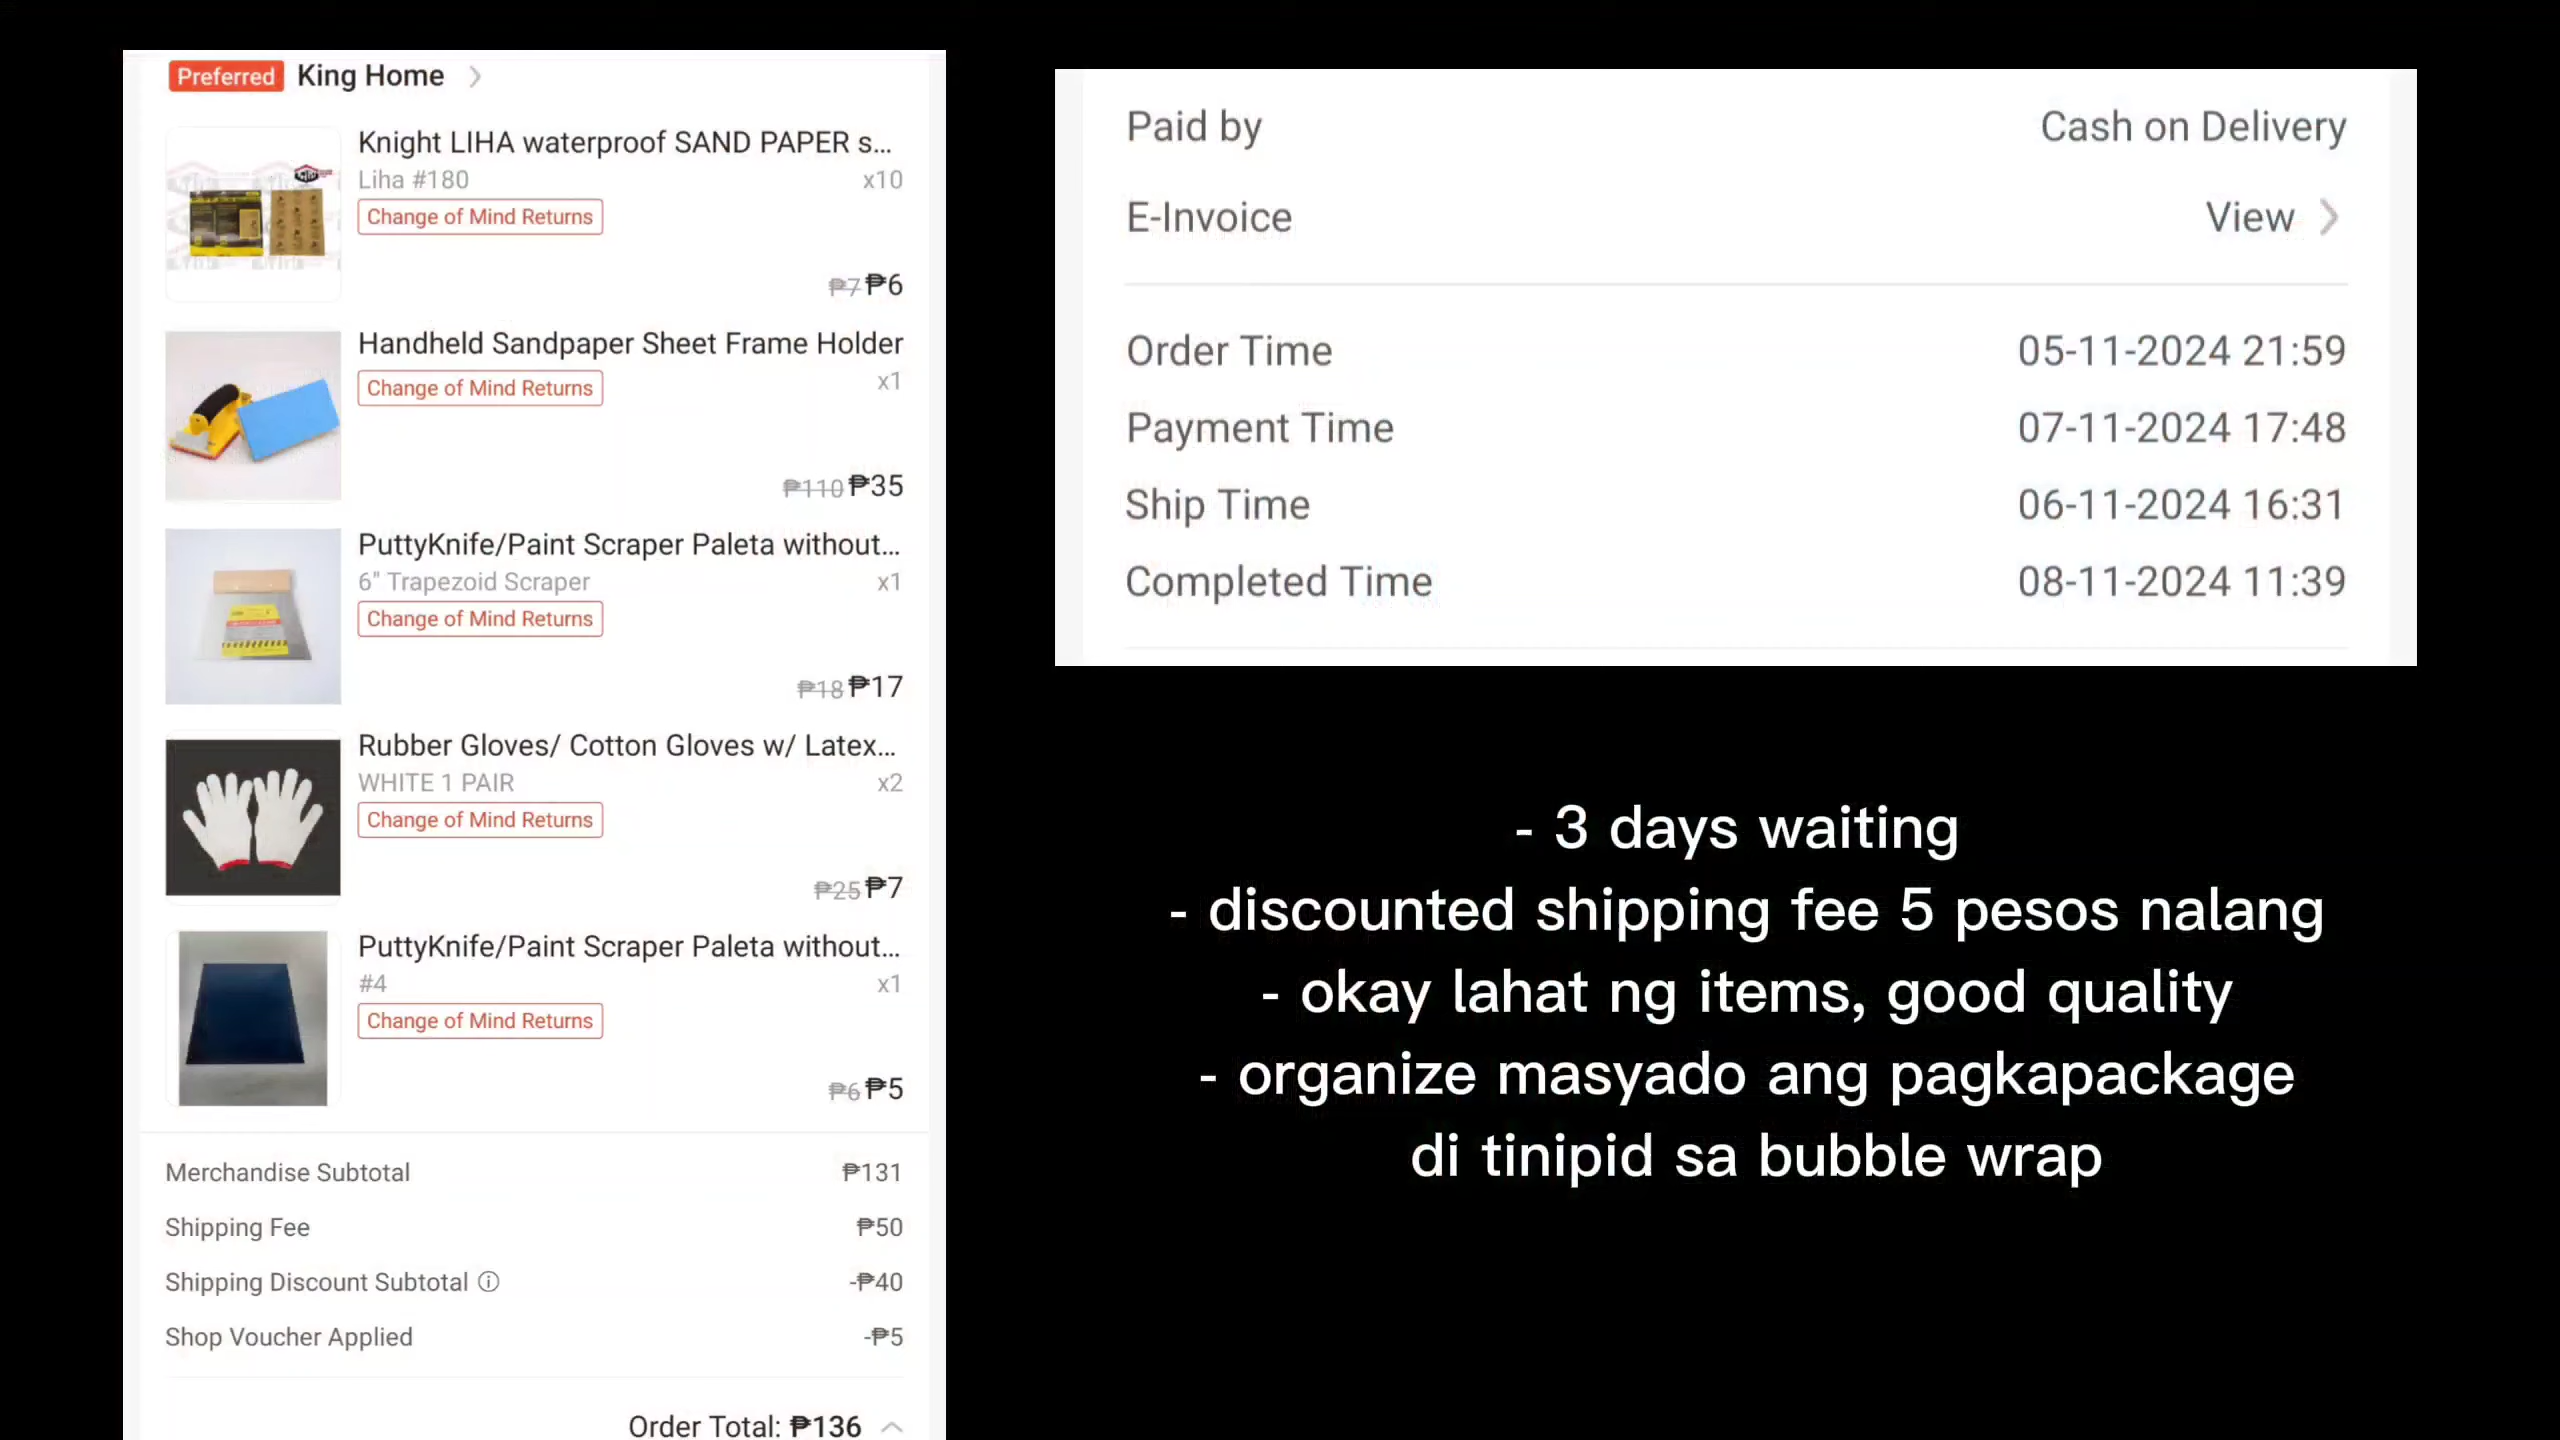 Preferred King Home
Knight LIHA waterproof SAND PAPER s...
Liha #180 x10
Change of Mind Returns
₱7 ₱6
Handheld Sandpaper Sheet Frame Holder
x1
Change of Mind Returns
₱110 ₱35
PuttyKnife/Paint Scraper Paleta without...
6" Trapezoid Scraper x1
Change of Mind Returns
₱18 ₱17
Rubber Gloves/ Cotton Gloves w/ Latex...
WHITE 1 PAIR x2
Change of Mind Returns
₱25 ₱7
PuttyKnife/Paint Scraper Paleta without...
#4 x1
Change of Mind Returns
₱6 ₱5
Merchandise Subtotal ₱131
Shipping Fee ₱50
Shipping Discount Subtotal -₱40
Shop Voucher Applied -₱5
Order Total: ₱136
Paid by Cash on Delivery
E-Invoice View
Order Time 05-11-2024 21:59
Payment Time 07-11-2024 17:48
Ship Time 06-11-2024 16:31
Completed Time 08-11-2024 11:39
- 3 days waiting
- discounted shipping fee 5 pesos nalang
- okay lahat ng items, good quality
- organize masyado ang pagkapackage
di tinipid sa bubble wrap